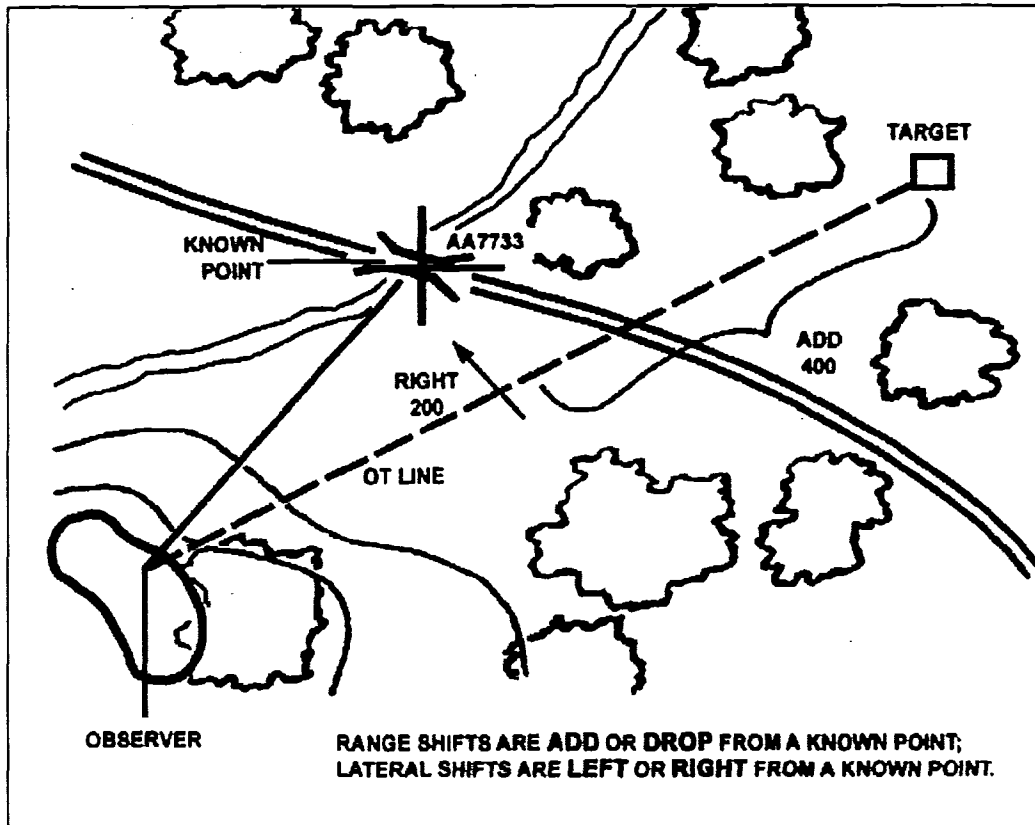 TARGET
AA7733
KNOWN
POINT
ADD
400
RIGHT
200
OT LINE
OBSERVER
RANGE SHIFTS ARE ADD OR DROP FROM A KNOWN POINT;
LATERAL SHIFTS ARE LEFT OR RIGHT FROM A KNOWN POINT.